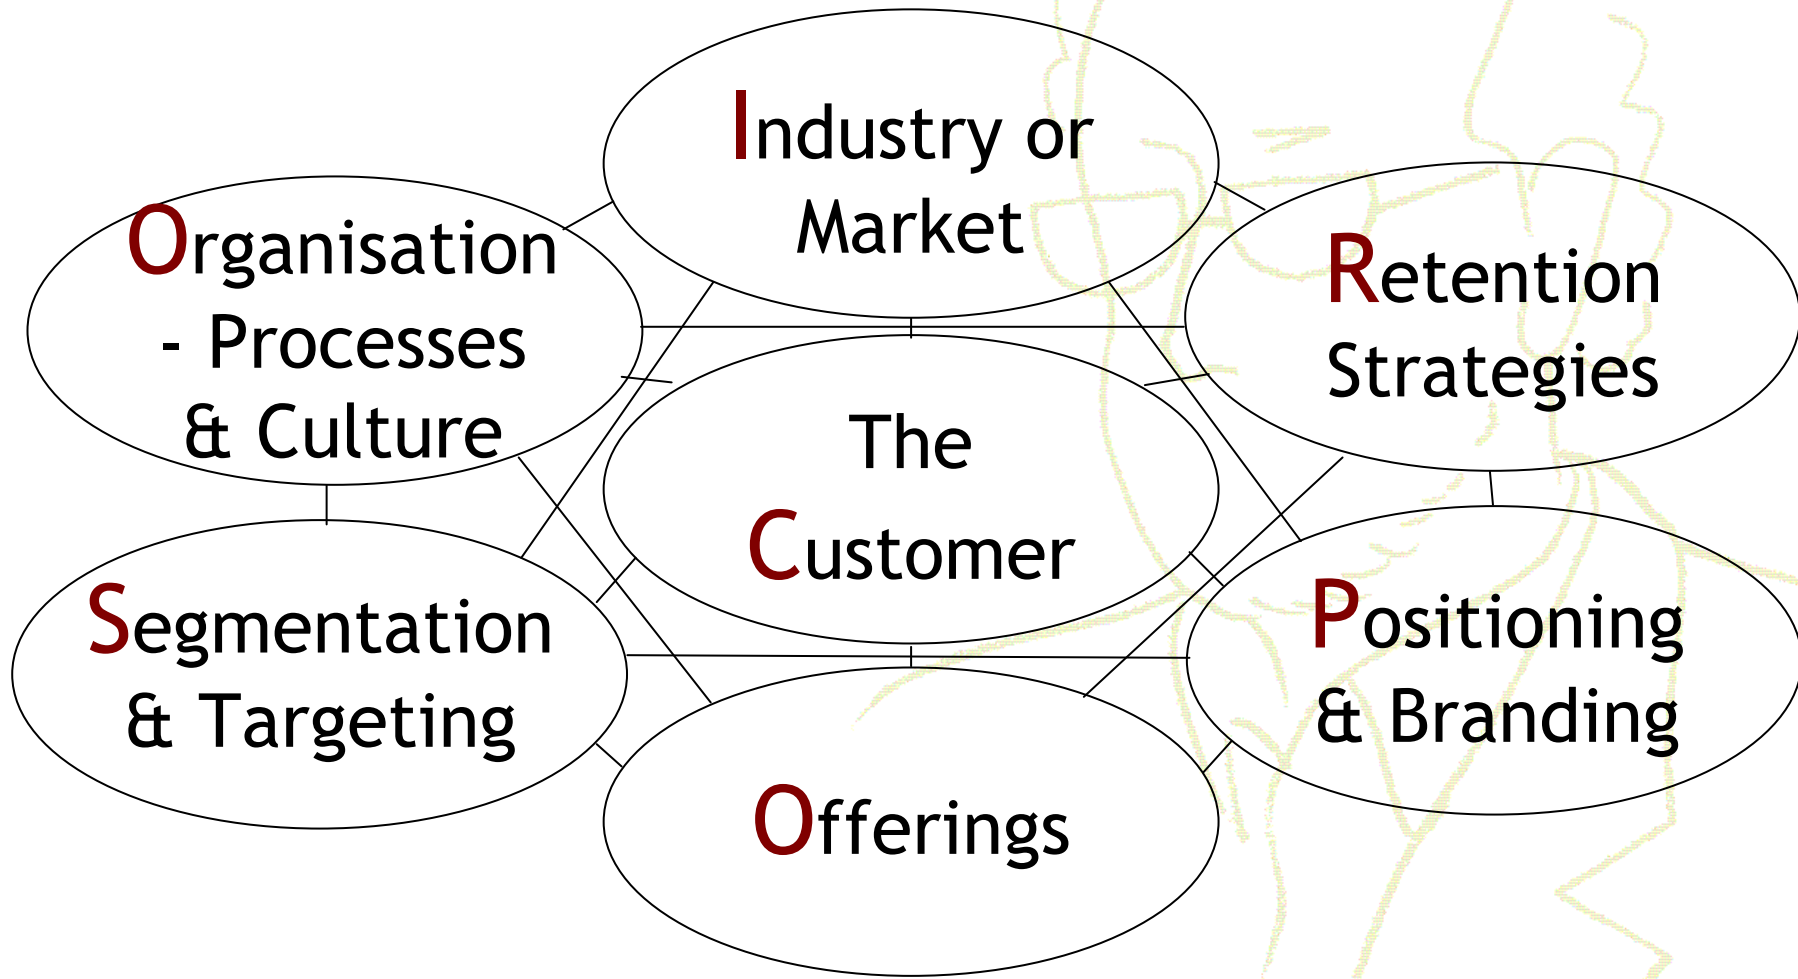 Industry or
Market
Organisation
- Processes
& Culture
Retention
Strategies
The
Customer
Segmentation
& Targeting
Positioning
& Branding
Offerings